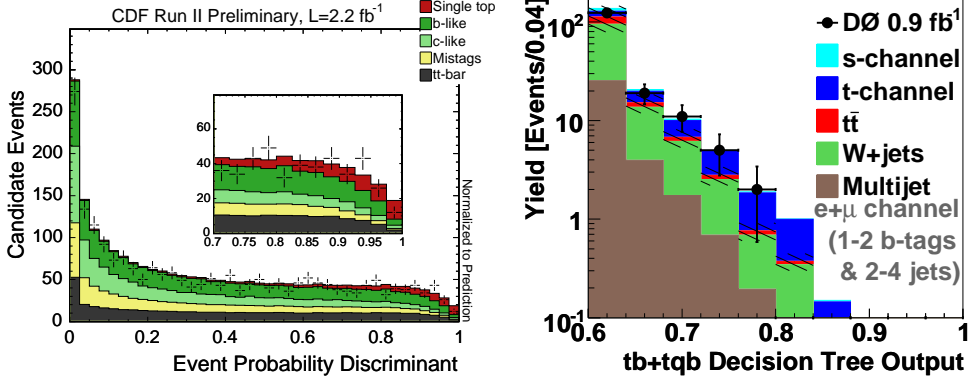 CDF Run II Preliminary, L=2.2 fb⁻¹
Single top
b-like
c-like
Mistags
tt-bar
Candidate Events
300
250
200
150
100
50
0
0 0.2 0.4 0.6 0.8 1
Event Probability Discriminant
Normalized to Prediction
60
40
20
0
0.7 0.75 0.8 0.85 0.9 0.95 1
Yield [Events/0.04]
10²
10
1
10⁻¹
0.6 0.7 0.8 0.9 1
tb+tqb Decision Tree Output
DØ 0.9 fb⁻¹
s-channel
t-channel
tt̄
W+jets
Multijet
e+μ channel
(1-2 b-tags
& 2-4 jets)